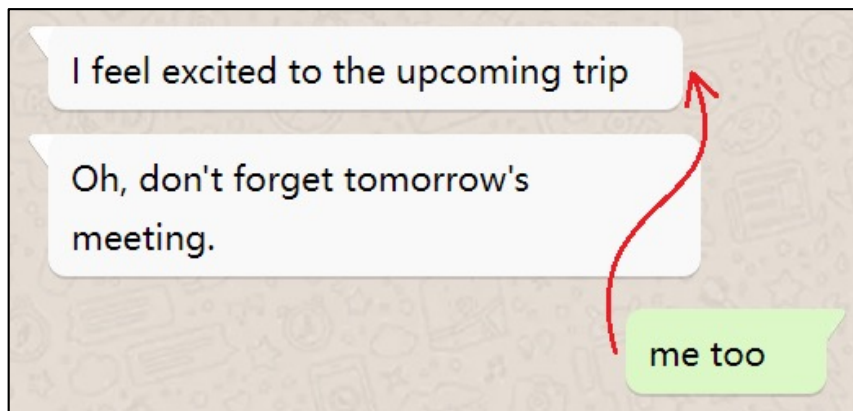 I feel excited to the upcoming trip
Oh, don't forget tomorrow's
meeting.
me too